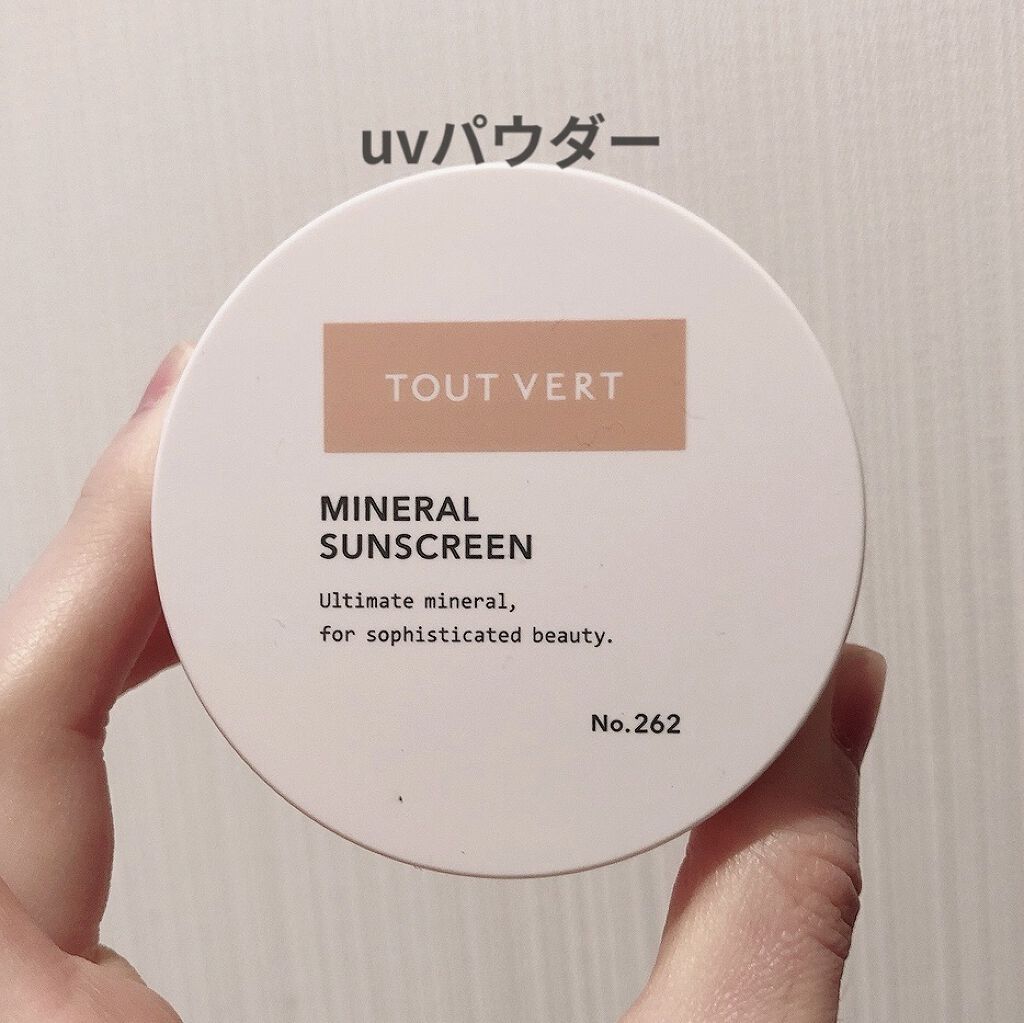 uvパウダー
TOUT VERT
MINERAL
SUNSCREEN
Ultimate mineral,
for sophisticated beauty.
No.262